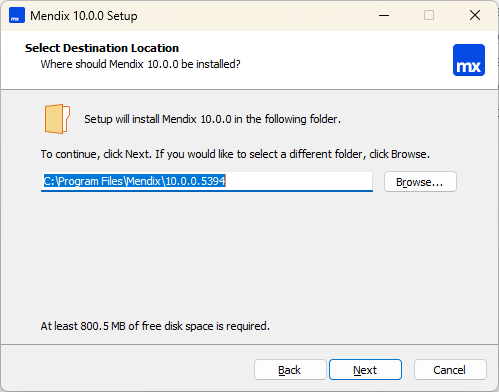 mx Mendix 10.0.0 Setup
Select Destination Location
Where should Mendix 10.0.0 be installed?
mx
Setup will install Mendix 10.0.0 in the following folder.
To continue, click Next. If you would like to select a different folder, click Browse.
C:\Program Files\Mendix\10.0.0.5394
Browse...
At least 800.5 MB of free disk space is required.
Back
Next
Cancel